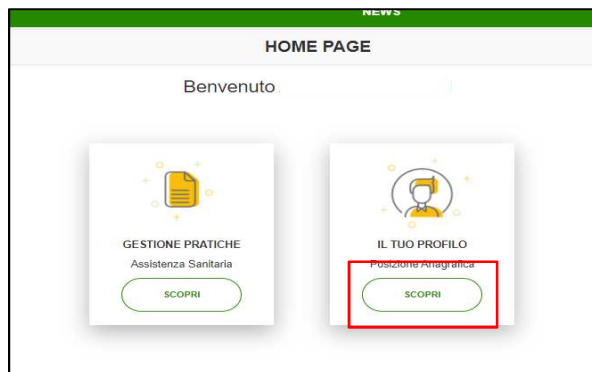 NEWS
HOME PAGE
Benvenuto
GESTIONE PRATICHE
Assistenza Sanitaria
SCOPRI
IL TUO PROFILO
Posizione Anagrafica
SCOPRI